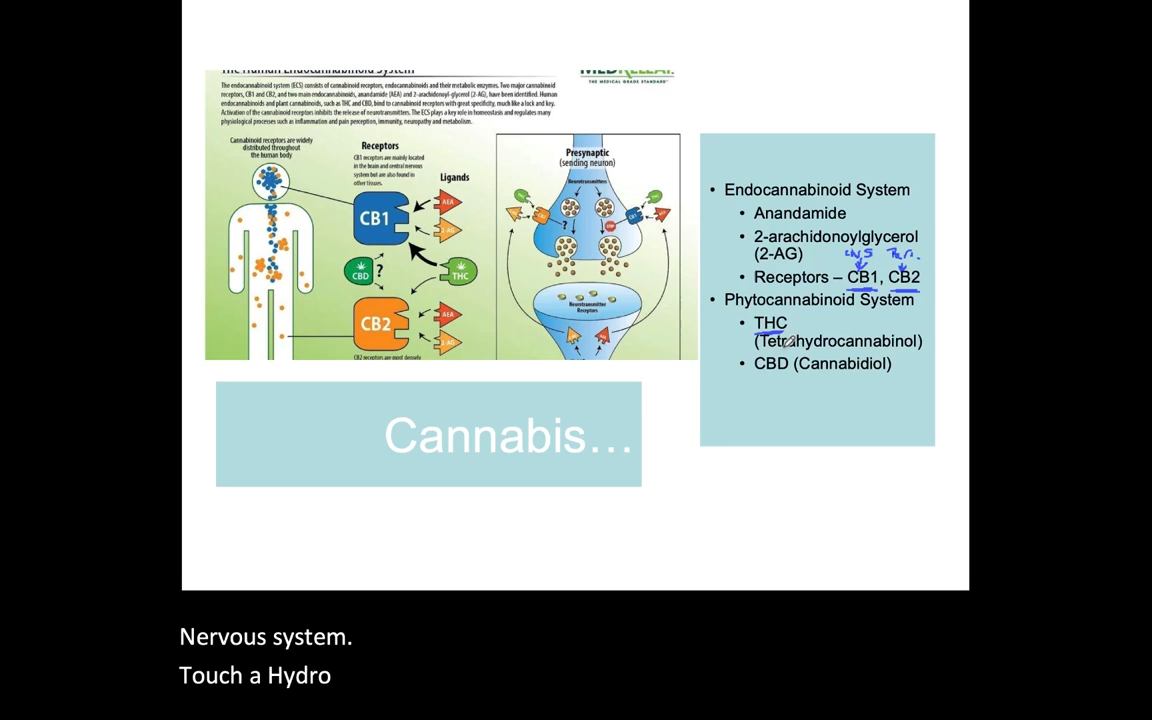 The Human Endocannabinoid System
MEDRELEAF
THE MEDICAL GRADE STANDARD
The endocannabinoid system (ECS) consists of cannabinoid receptors, endocannabinoids and their metabolic enzymes. Two major cannabinoid
receptors, CB1 and CB2, and two main endocannabinoids, anandamide (AEA) and 2-arachidonoyl-glycerol (2-AG), have been identified. Human
endocannabinoids and plant cannabinoids, such as THC and CBD, bind to cannabinoid receptors with great specificity, much like a lock and key.
Activation of the cannabinoid receptors inhibits the release of neurotransmitters. The ECS plays a key role in homeostasis and regulates many
physiological processes such as inflammation and pain perception, immunity, neuropathy and metabolism.
Cannabinoid receptors are widely
distributed throughout
the human body
Receptors
CB1 receptors are mainly located
in the brain and central nervous
system but are also found in
other tissues.
Ligands
CB1
AEA
2-AG
CBD
?
THC
CB2
AEA
2-AG
CB2 receptors are most densely
Presynaptic
(sending neuron)
Neurotransmitters
CB2
?
STOP
CB1
Neurotransmitter
Receptors
• Endocannabinoid System
• Anandamide
• 2-arachidonoylglycerol
(2-AG)
CNS
• Receptors – CB1, CB2
• Phytocannabinoid System
• THC
(Tetrahydrocannabinol)
• CBD (Cannabidiol)
Cannabis…
Nervous system.
Touch a Hydro